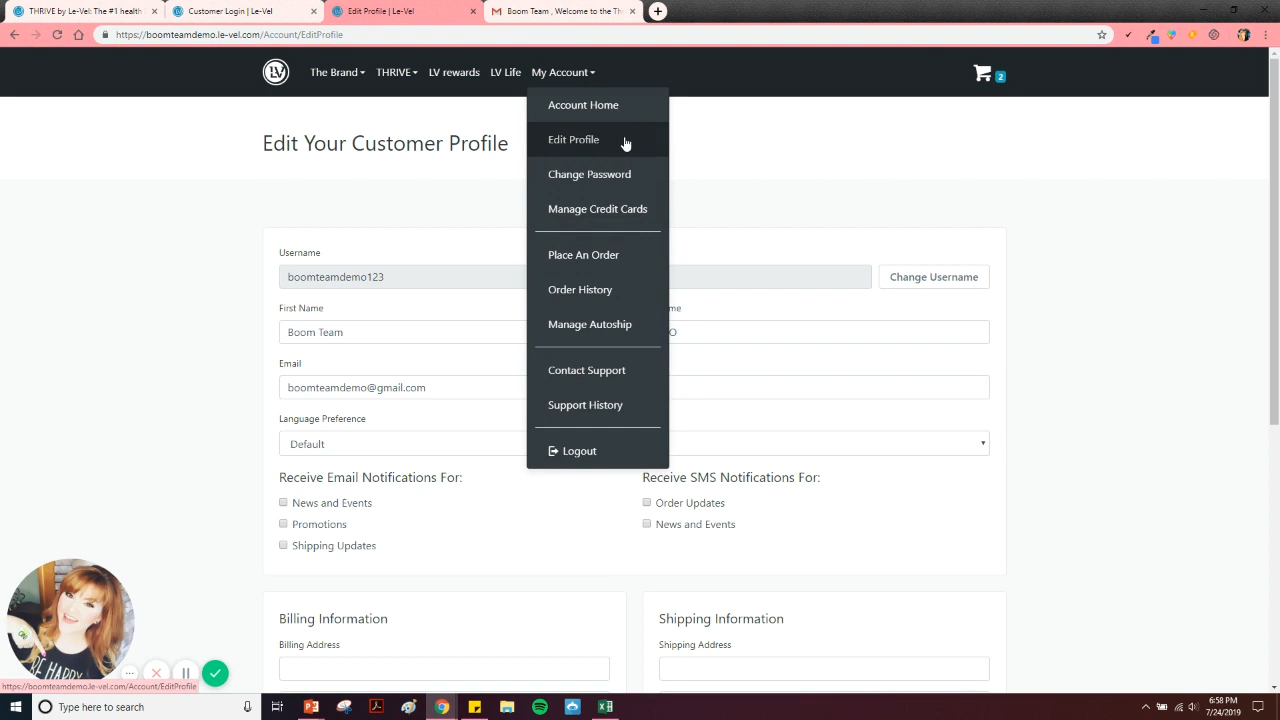 THRIVE by Le-Vel: The #1 health
Customer Login | Le-Vel
Edit Profile | Le-Vel
Boom Team , Welcome to the Th
https://boomteamdemo.le-vel.com/Account/EditProfile
LV
The Brand
THRIVE
LV rewards
LV Life
My Account
2
Account Home
Edit Profile
Change Password
Manage Credit Cards
Place An Order
Order History
Manage Autoship
Contact Support
Support History
Logout
Edit Your Customer Profile
Username
boomteamdemo123
Change Username
First Name
me
Boom Team
O
Email
boomteamdemo@gmail.com
Language Preference
Default
Receive Email Notifications For:
Receive SMS Notifications For:
News and Events
Order Updates
Promotions
News and Events
Shipping Updates
Billing Information
Shipping Information
Billing Address
Shipping Address
BE HAPPY
https://boomteamdemo.le-vel.com/Account/EditProfile
Type here to search
6:58 PM
7/24/2019